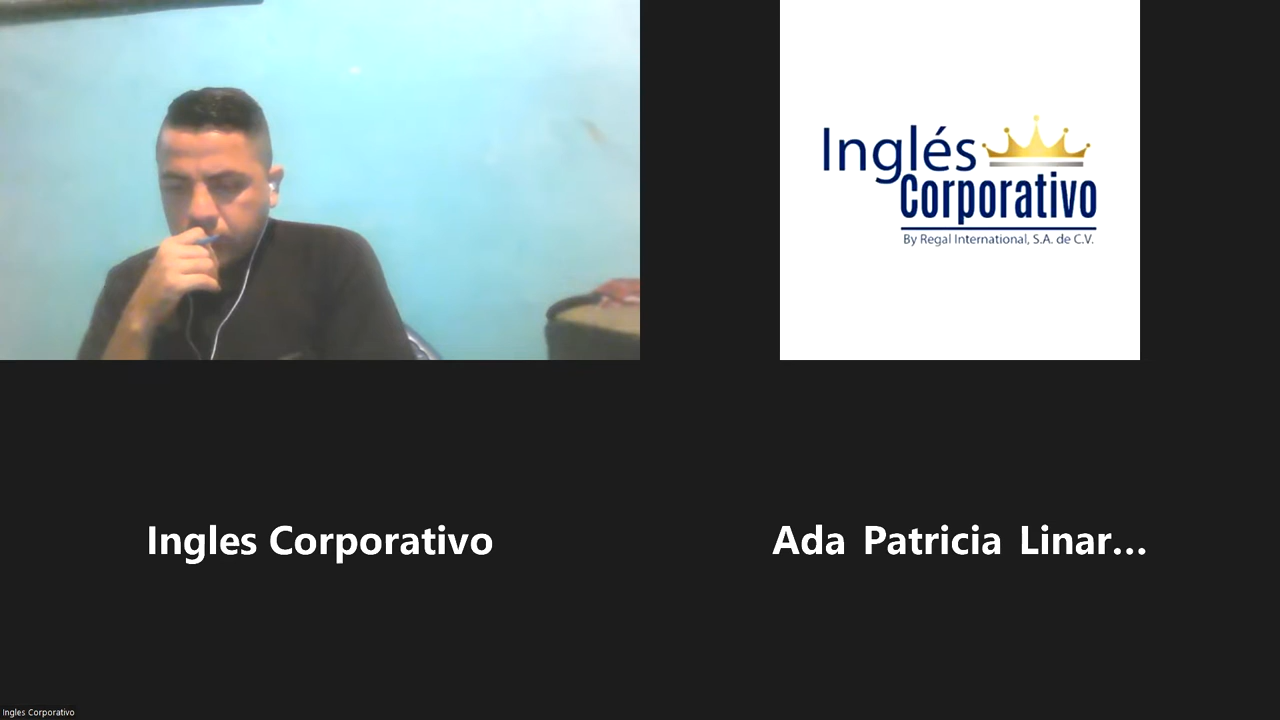 Inglés
Corporativo
By Regal International, S.A. de C.V.
Ingles Corporativo
Ada Patricia Linar...
Ingles Corporativo